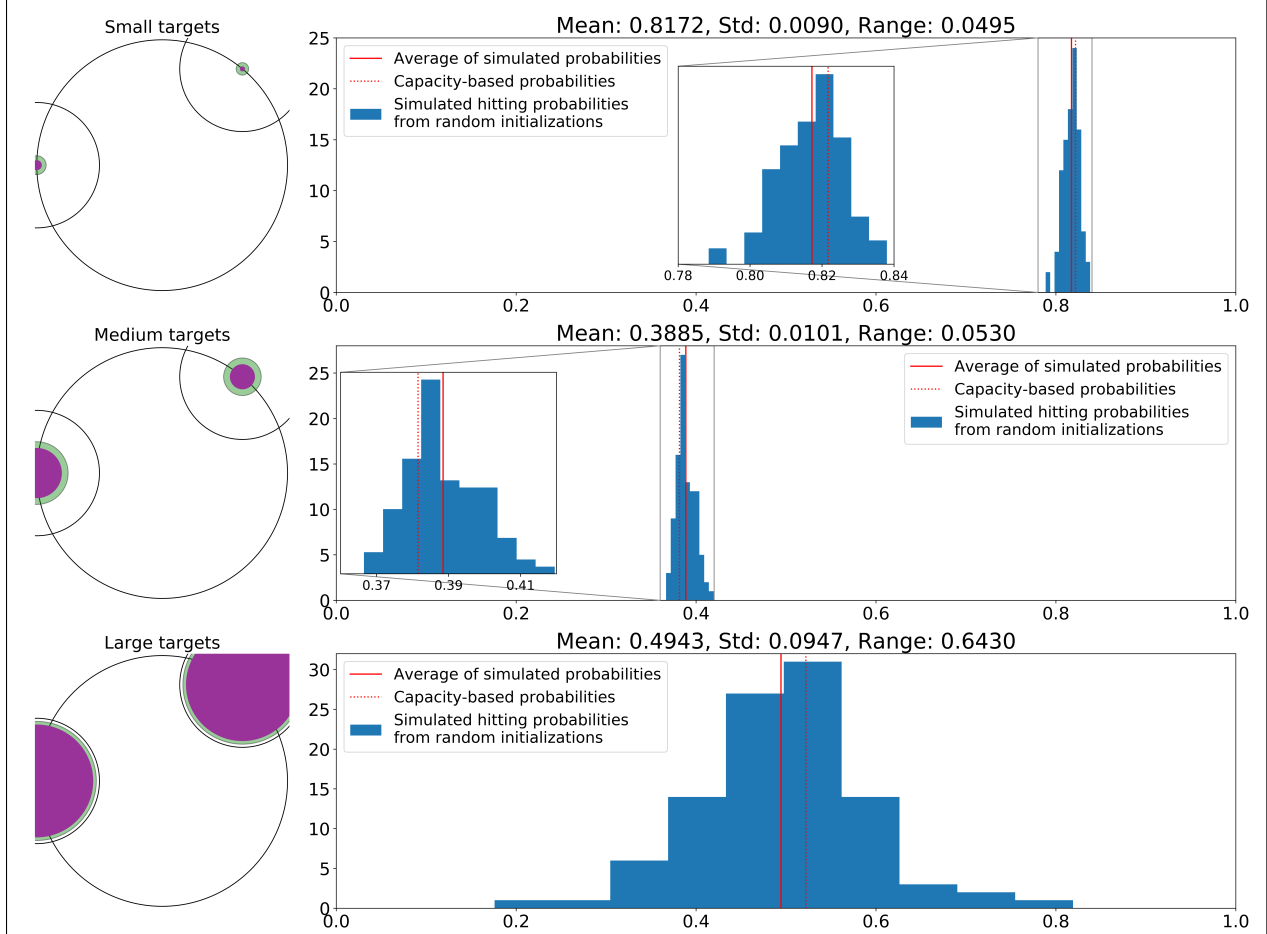 Small targets
Mean: 0.8172, Std: 0.0090, Range: 0.0495
25
20
15
10
5
0
Average of simulated probabilities
Capacity-based probabilities
Simulated hitting probabilities
from random initializations
0.78 0.80 0.82 0.84
0.0 0.2 0.4 0.6 0.8 1.0
Medium targets
Mean: 0.3885, Std: 0.0101, Range: 0.0530
25
20
15
10
5
0
0.37 0.39 0.41
Average of simulated probabilities
Capacity-based probabilities
Simulated hitting probabilities
from random initializations
0.0 0.2 0.4 0.6 0.8 1.0
Large targets
Mean: 0.4943, Std: 0.0947, Range: 0.6430
30
25
20
15
10
5
0
Average of simulated probabilities
Capacity-based probabilities
Simulated hitting probabilities
from random initializations
0.0 0.2 0.4 0.6 0.8 1.0